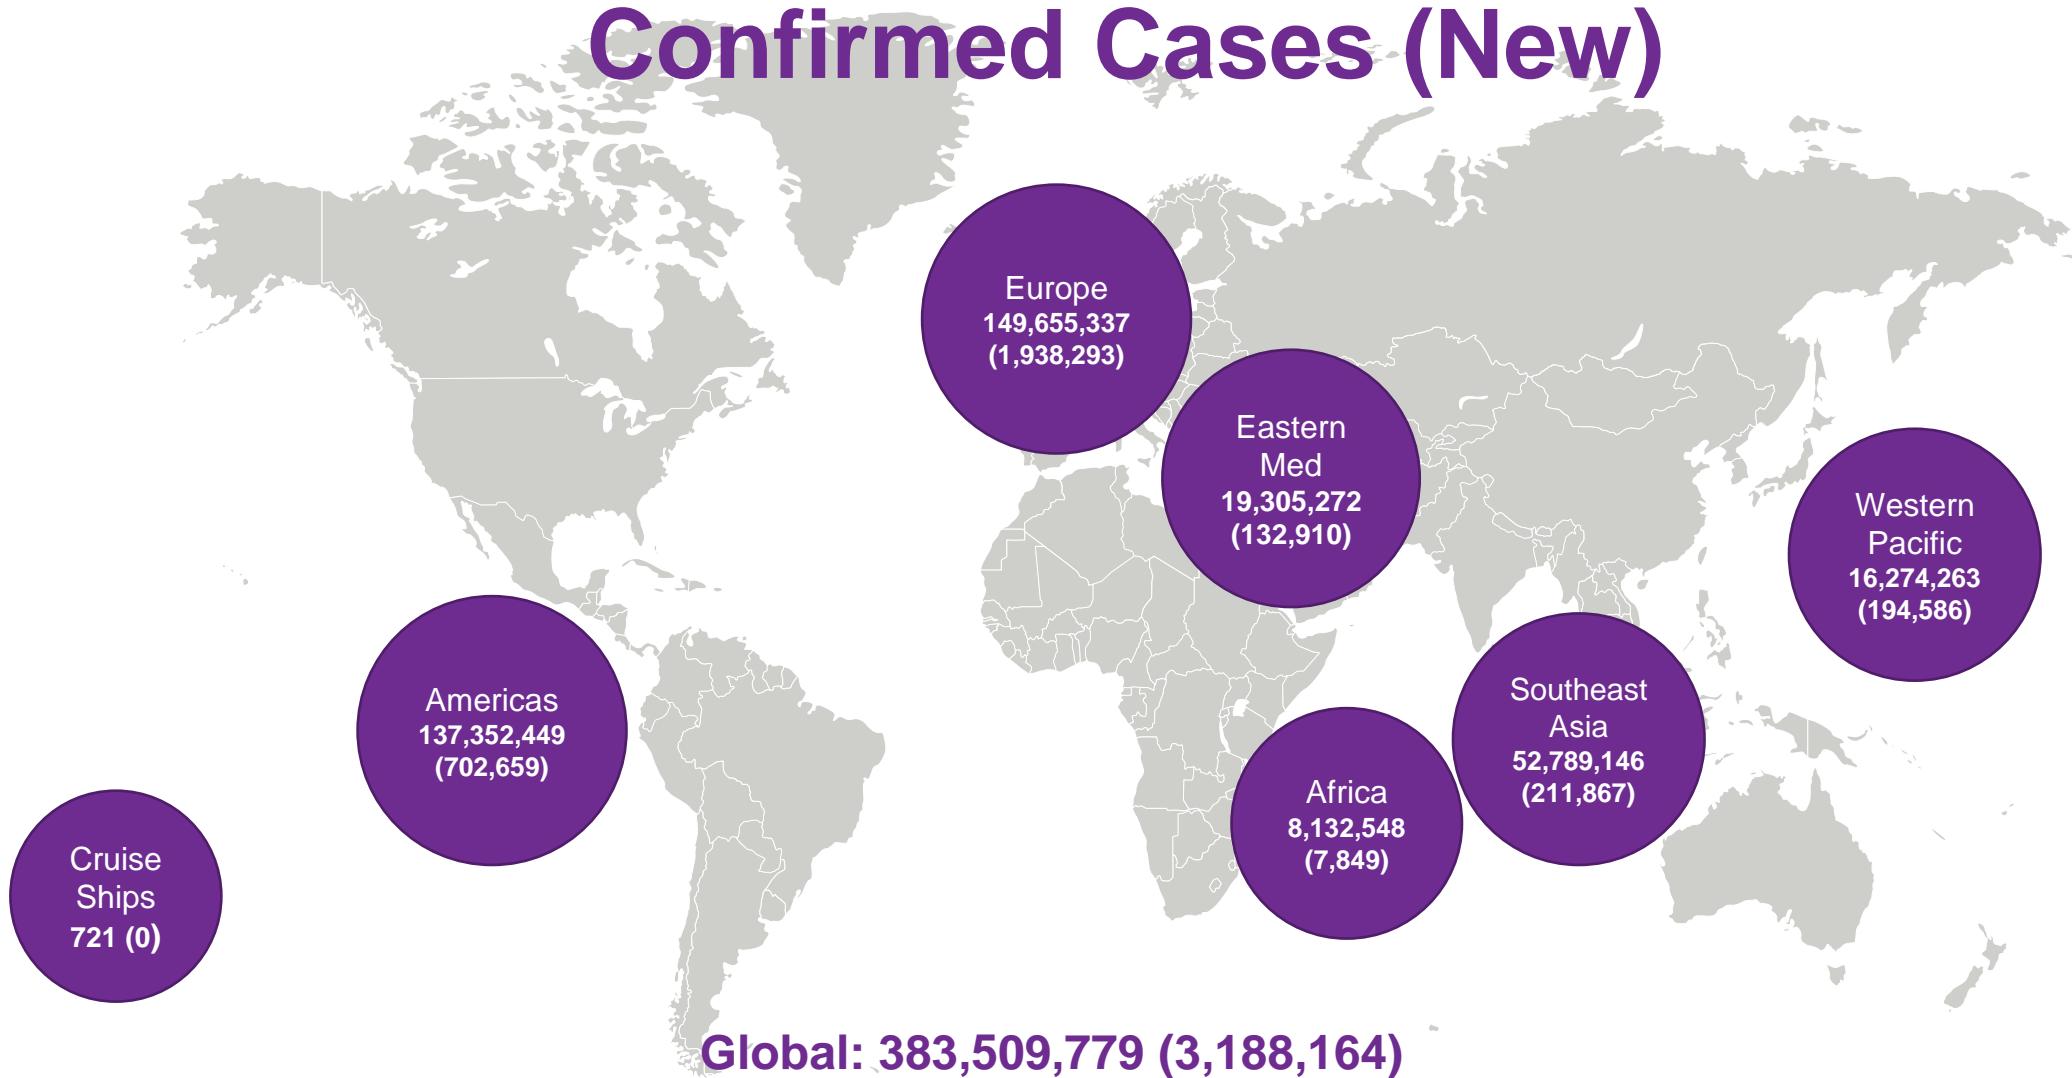 Confirmed Cases (New)
Europe
149,655,337
(1,938,293)
Eastern
Med
19,305,272
(132,910)
Western
Pacific
16,274,263
(194,586)
Americas
137,352,449
(702,659)
Southeast
Asia
52,789,146
(211,867)
Africa
8,132,548
(7,849)
Cruise
Ships
721 (0)
Global: 383,509,779 (3,188,164)